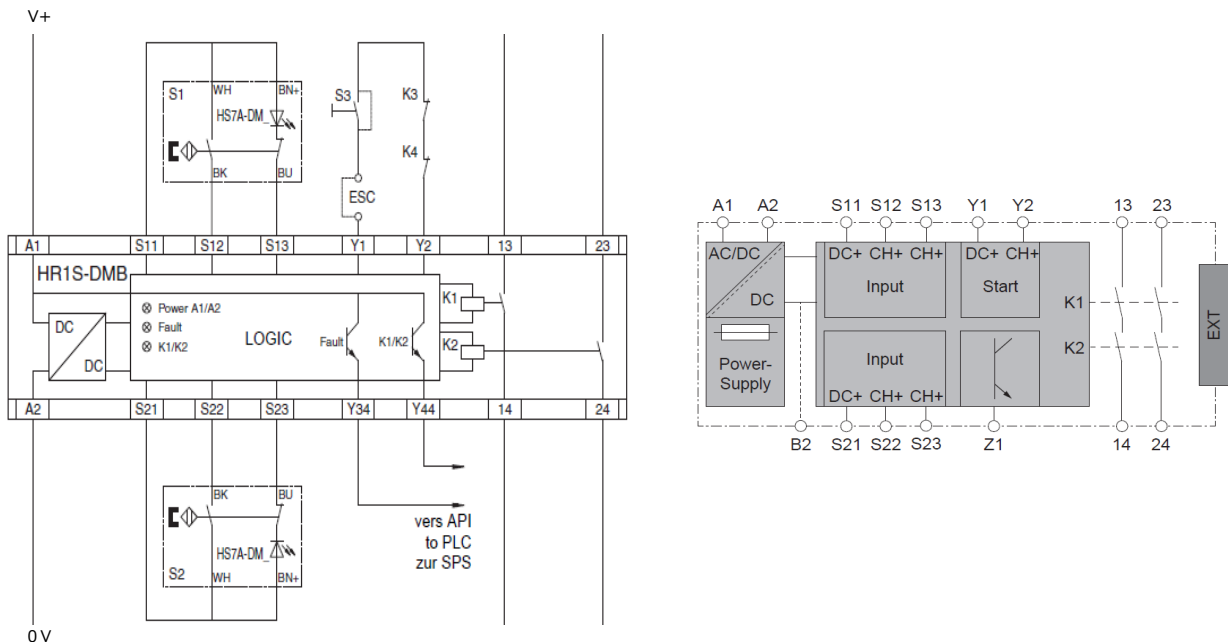 V+
S1
WH
BN+
HS7A-DM_
BK
BU
S3
ESC
K3
K4
A1
S11
S12
S13
Y1
Y2
13
23
HR1S-DMB
Power A1/A2
Fault
K1/K2
LOGIC
Fault
K1/K2
K1
K2
DC
DC
A2
S21
S22
S23
Y34
Y44
14
24
BK
BU
HS7A-DM_
S2
WH
BN+
vers API
to PLC
zur SPS
0 V
A1
A2
S11
S12
S13
Y1
Y2
13
23
AC/DC
DC
DC+ CH+ CH+
Input
DC+ CH+
Start
K1
K2
EXT
Power-
Supply
Input
DC+ CH+ CH+
B2
S21
S22
S23
Z1
14
24